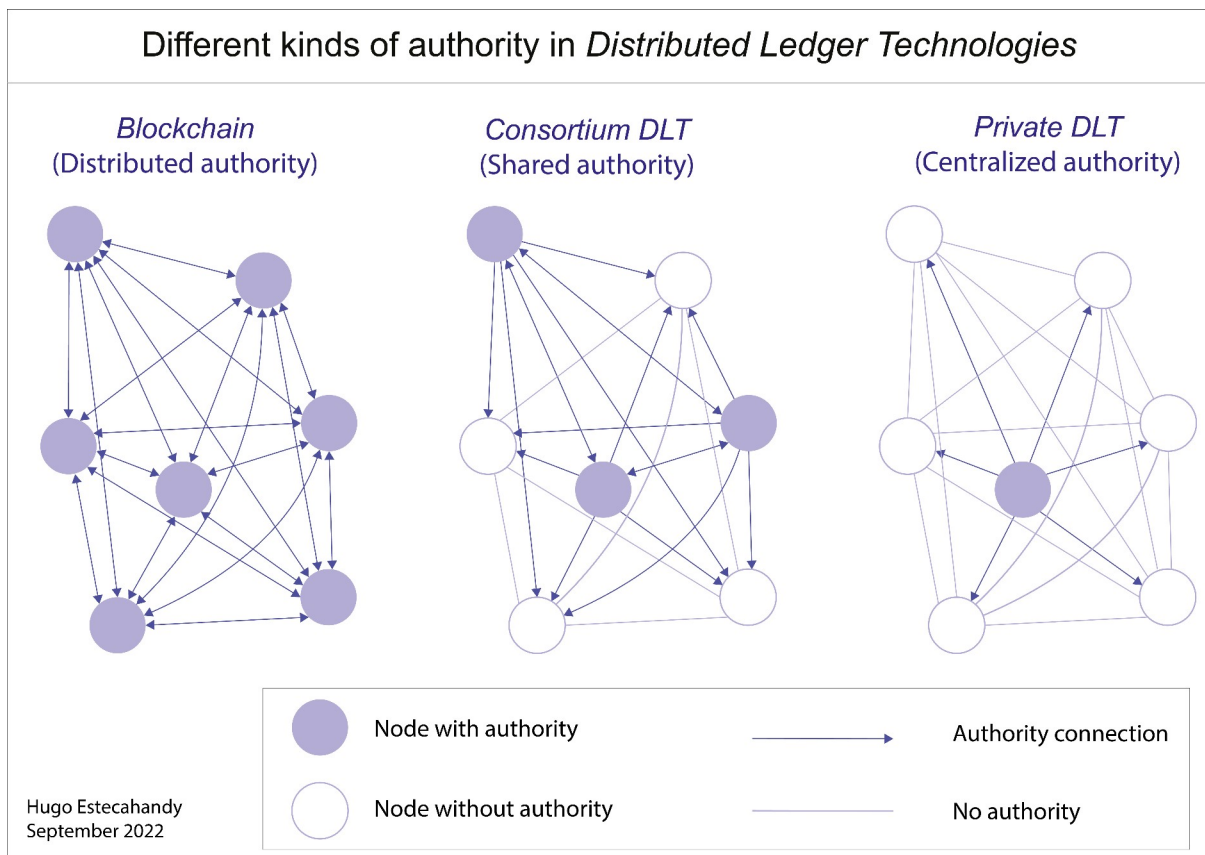 Different kinds of authority in Distributed Ledger Technologies
Blockchain
(Distributed authority)
Consortium DLT
(Shared authority)
Private DLT
(Centralized authority)
Node with authority
Authority connection
Node without authority
No authority
Hugo Estecahandy
September 2022